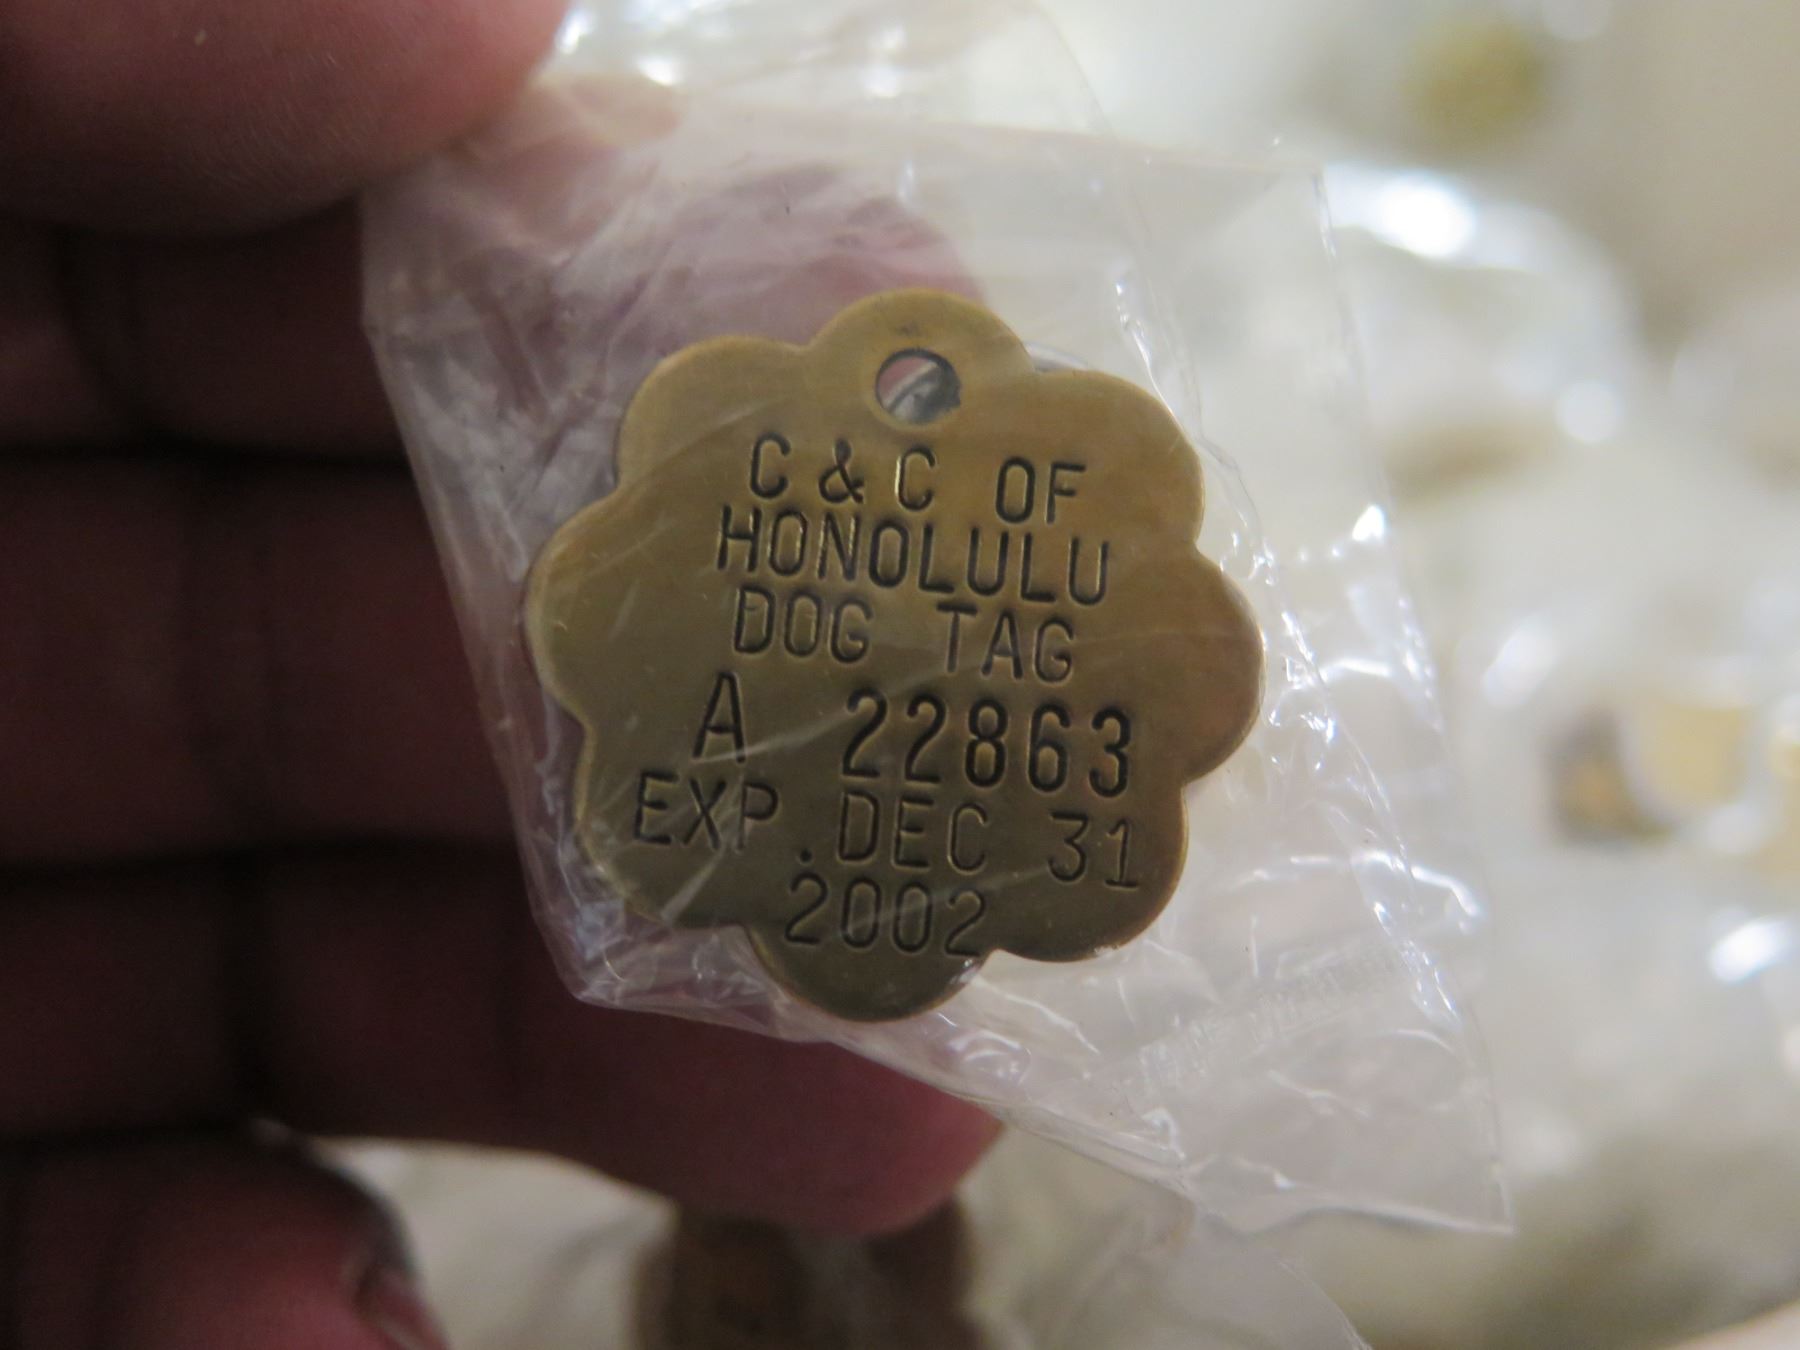 C & C OF
HONOLULU
DOG TAG
A 22863
EXP. DEC 31
2002